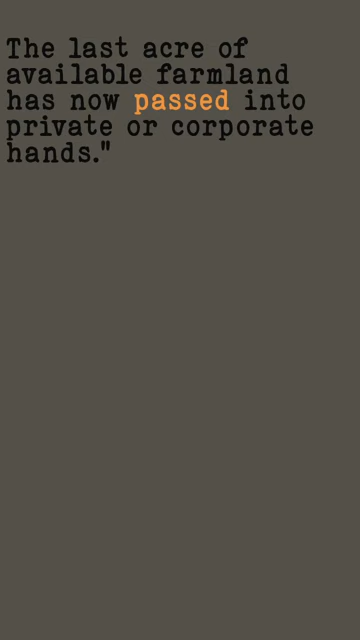 The last acre of
available farmland
has now passed into
private or corporate
hands."